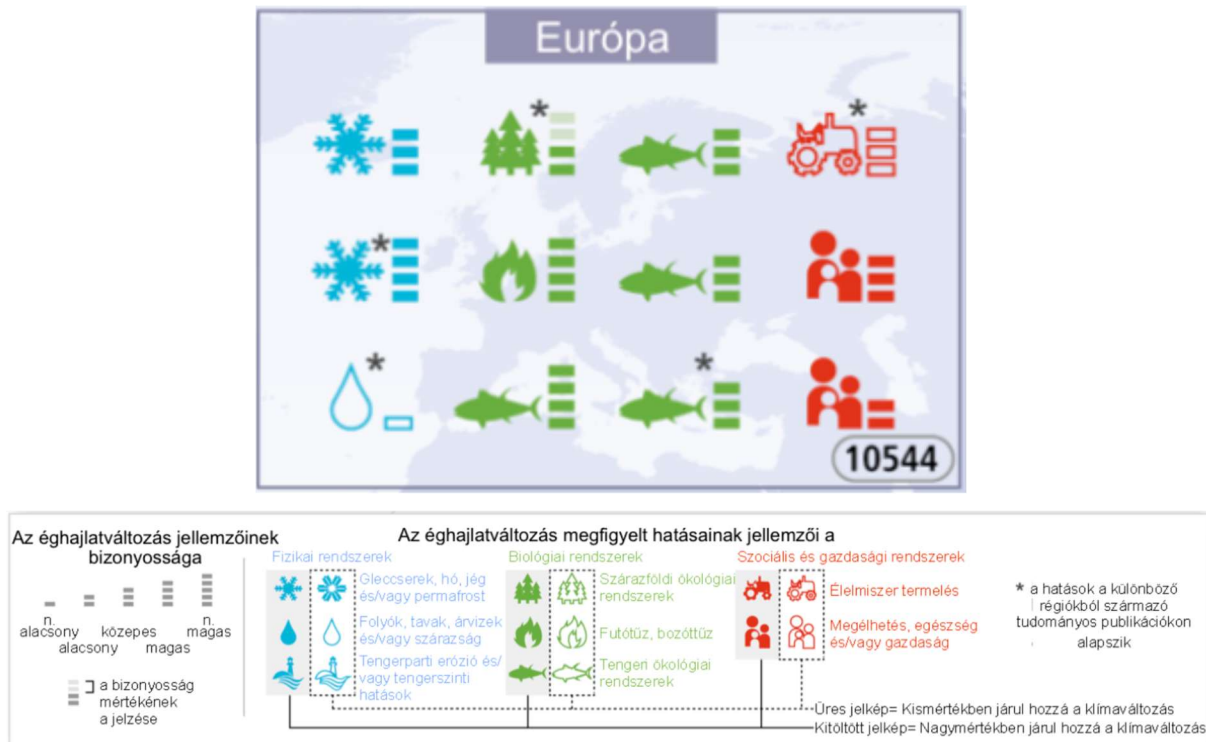 Európa
*
*
*
*
*
10544
Az éghajlatváltozás jellemzőinek
bizonyossága
n.
alacsony
alacsony
közepes
magas
n.
magas
a bizonyosság
mértékének
a jelzése
Az éghajlatváltozás megfigyelt hatásainak jellemzői a
Fizikai rendszerek
Gleccserek, hó, jég
és/vagy permafrost
Folyók, tavak, árvizek
és/vagy szárazság
Tengerparti erózió és/
vagy tengerszinti
hatások
Biológiai rendszerek
Szárazföldi ökológiai
rendszerek
Futótűz, bozóttűz
Tengeri ökológiai
rendszerek
Szociális és gazdasági rendszerek
Élelmiszer termelés
Megélhetés, egészség
és/vagy gazdaság
* a hatások a különböző
régiókból származó
tudományos publikációkon
alapszik
Üres jelkép= Kismértékben járul hozzá a klímaváltozás
Kitöltött jelkép= Nagymértékben járul hozzá a klímaváltozás